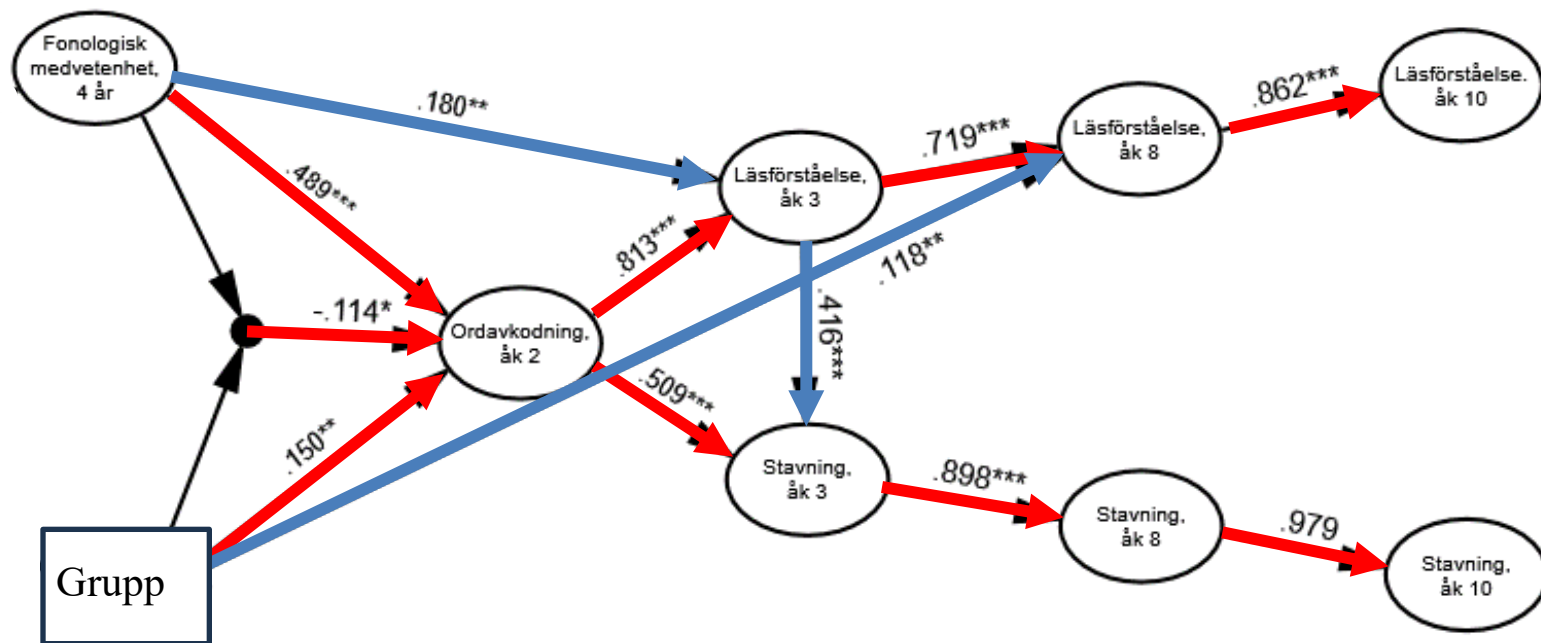 Fonologisk
medvetenhet,
4 år
.180**
.489***
-.114*
.150**
Grupp
Ordavkodning,
åk 2
.813***
.509***
Läsförståelse,
åk 3
.719***
.118**
.416***
Stavning,
åk 3
.898***
Läsförståelse,
åk 8
.862***
Läsförståelse.
åk 10
Stavning,
åk 8
.979
Stavning,
åk 10